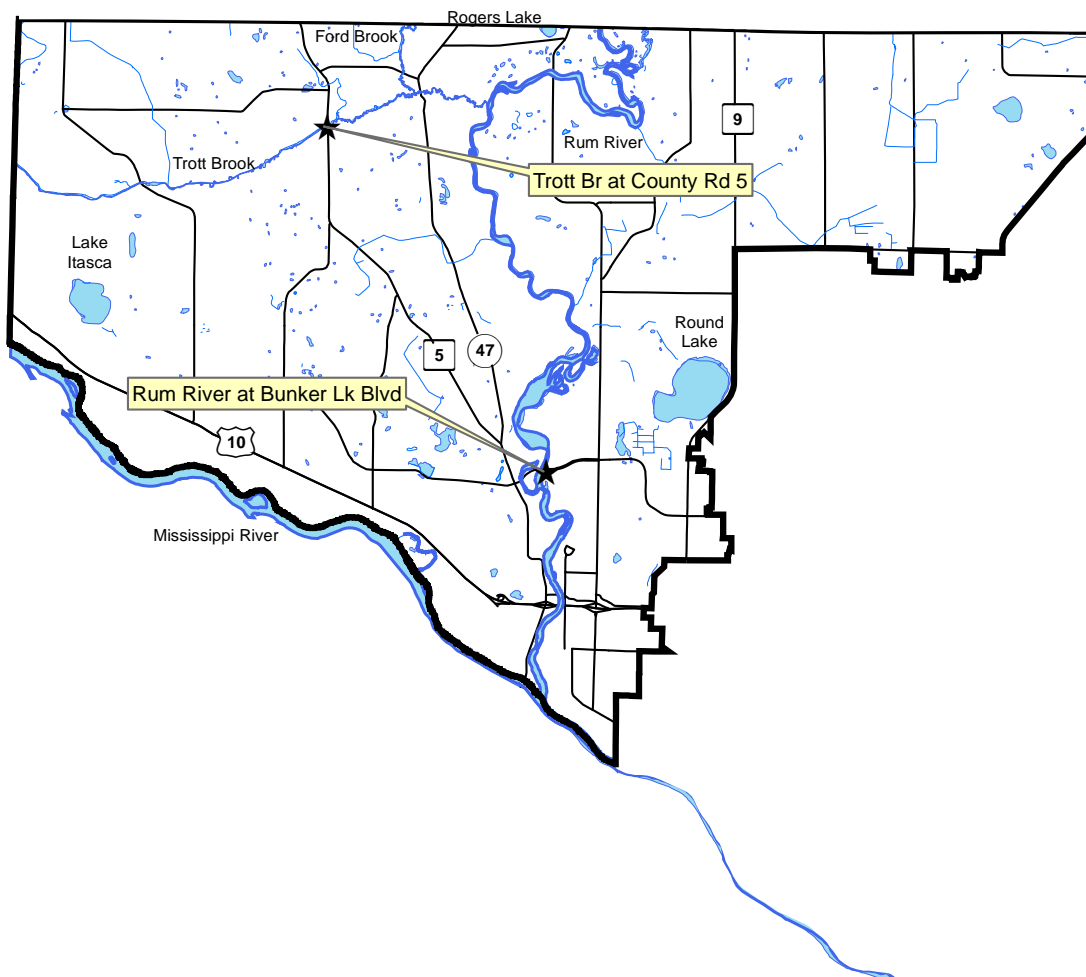 Rogers Lake
Ford Brook
9
Rum River
Trott Brook
Trott Br at County Rd 5
Lake
Itasca
Round
Lake
5
47
Rum River at Bunker Lk Blvd
10
Mississippi River